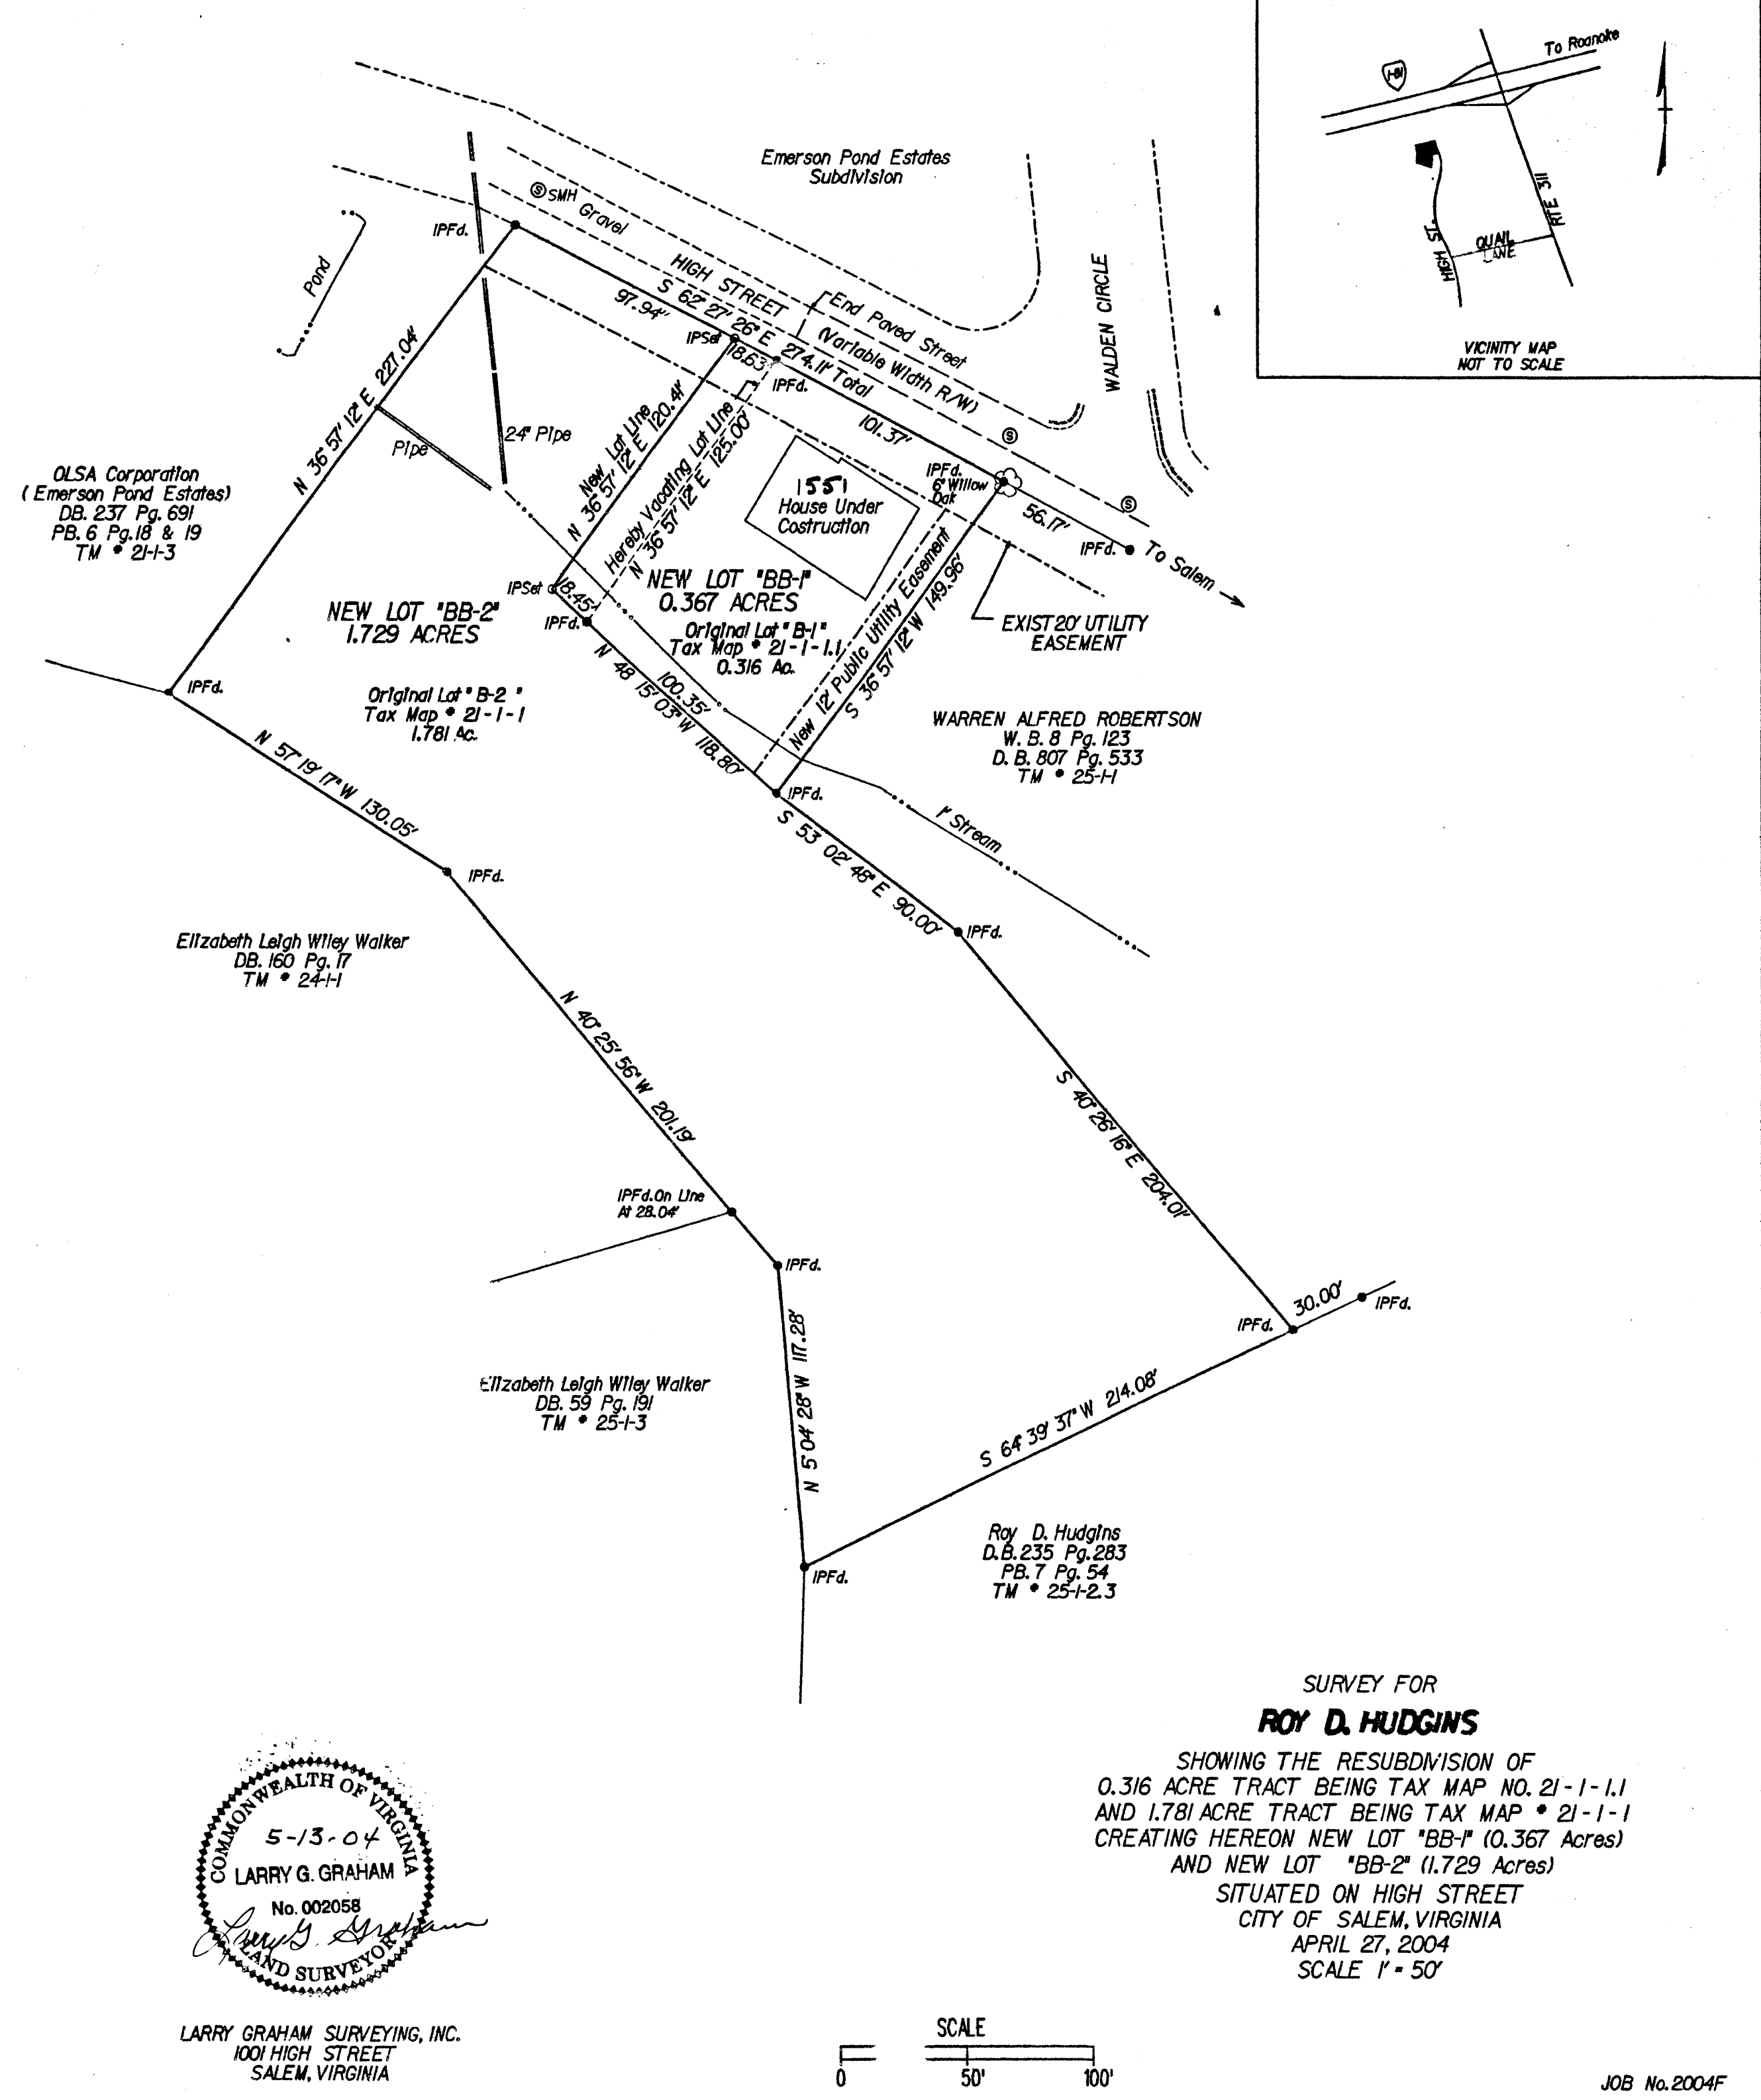 To Roanoke
I-81
RTE 311
HIGH ST.
QUAIL
LANE
VICINITY MAP
NOT TO SCALE
Emerson Pond Estates
Subdivision
SMH
Gravel
IPFd.
Pond
HIGH STREET
S 62° 27' 26" E 274.11' Total
97.94"
End Paved Street
(Variable Width R/W)
WALDEN CIRCLE
IPSet
18.63'
IPFd.
101.37'
N 36° 57' 12" E 227.04'
Pipe
24" Pipe
New Lot Line
N 36° 57' 12" E 120.41'
Hereby Vacating Lot Line
N 36° 57' 12" E 125.00'
1551
House Under
Costruction
IPFd.
6" Willow
Oak
56.17'
IPFd.
To Salem
OLSA Corporation
( Emerson Pond Estates)
DB. 237 Pg. 691
PB. 6 Pg.18 & 19
TM # 21-1-3
IPSet
18.45'
IPFd.
NEW LOT "BB-1"
0.367 ACRES
Original Lot "B-1"
Tax Map # 21-1-1.1
0.316 Ac.
NEW LOT "BB-2"
1.729 ACRES
Original Lot "B-2 "
Tax Map # 21-1-1
1.781 Ac.
New 12' Public Utility Easement
S 36° 57' 12" W 149.96'
EXIST 20' UTILITY
EASEMENT
100.35'
N 48 15' 03" W 118.80'
IPFd.
IPFd.
N 57° 19' 17" W 130.05'
WARREN ALFRED ROBERTSON
W. B. 8 Pg. 123
D. B. 807 Pg. 533
TM # 25-1-1
1' Stream
S 53 02' 48" E 90.00'
IPFd.
IPFd.
Elizabeth Leigh Wiley Walker
DB. 160 Pg. 17
TM # 24-1-1
N 40° 25' 56" W 201.19'
S 40° 26' 16" E 204.01'
IPFd.On Line
At 28.04'
IPFd.
30.00'
IPFd.
IPFd.
N 5° 04' 28" W 117.28'
Elizabeth Leigh Wiley Walker
DB. 59 Pg. 191
TM # 25-1-3
S 64° 39' 37" W 214.08'
IPFd.
Roy D. Hudgins
D.B.235 Pg.283
PB. 7 Pg. 54
TM # 25-1-2.3
SURVEY FOR
ROY D. HUDGINS
SHOWING THE RESUBDIVISION OF
0.316 ACRE TRACT BEING TAX MAP NO. 21-1-1.1
AND 1.781 ACRE TRACT BEING TAX MAP # 21-1-1
CREATING HEREON NEW LOT "BB-1" (0.367 Acres)
AND NEW LOT "BB-2" (1.729 Acres)
SITUATED ON HIGH STREET
CITY OF SALEM, VIRGINIA
APRIL 27, 2004
SCALE 1" = 50'
COMMONWEALTH OF VIRGINIA
5-13-04
LARRY G. GRAHAM
No. 002058
Larry G. Graham
LAND SURVEYOR
LARRY GRAHAM SURVEYING, INC.
1001 HIGH STREET
SALEM, VIRGINIA
SCALE
0 50' 100'
JOB No. 2004F